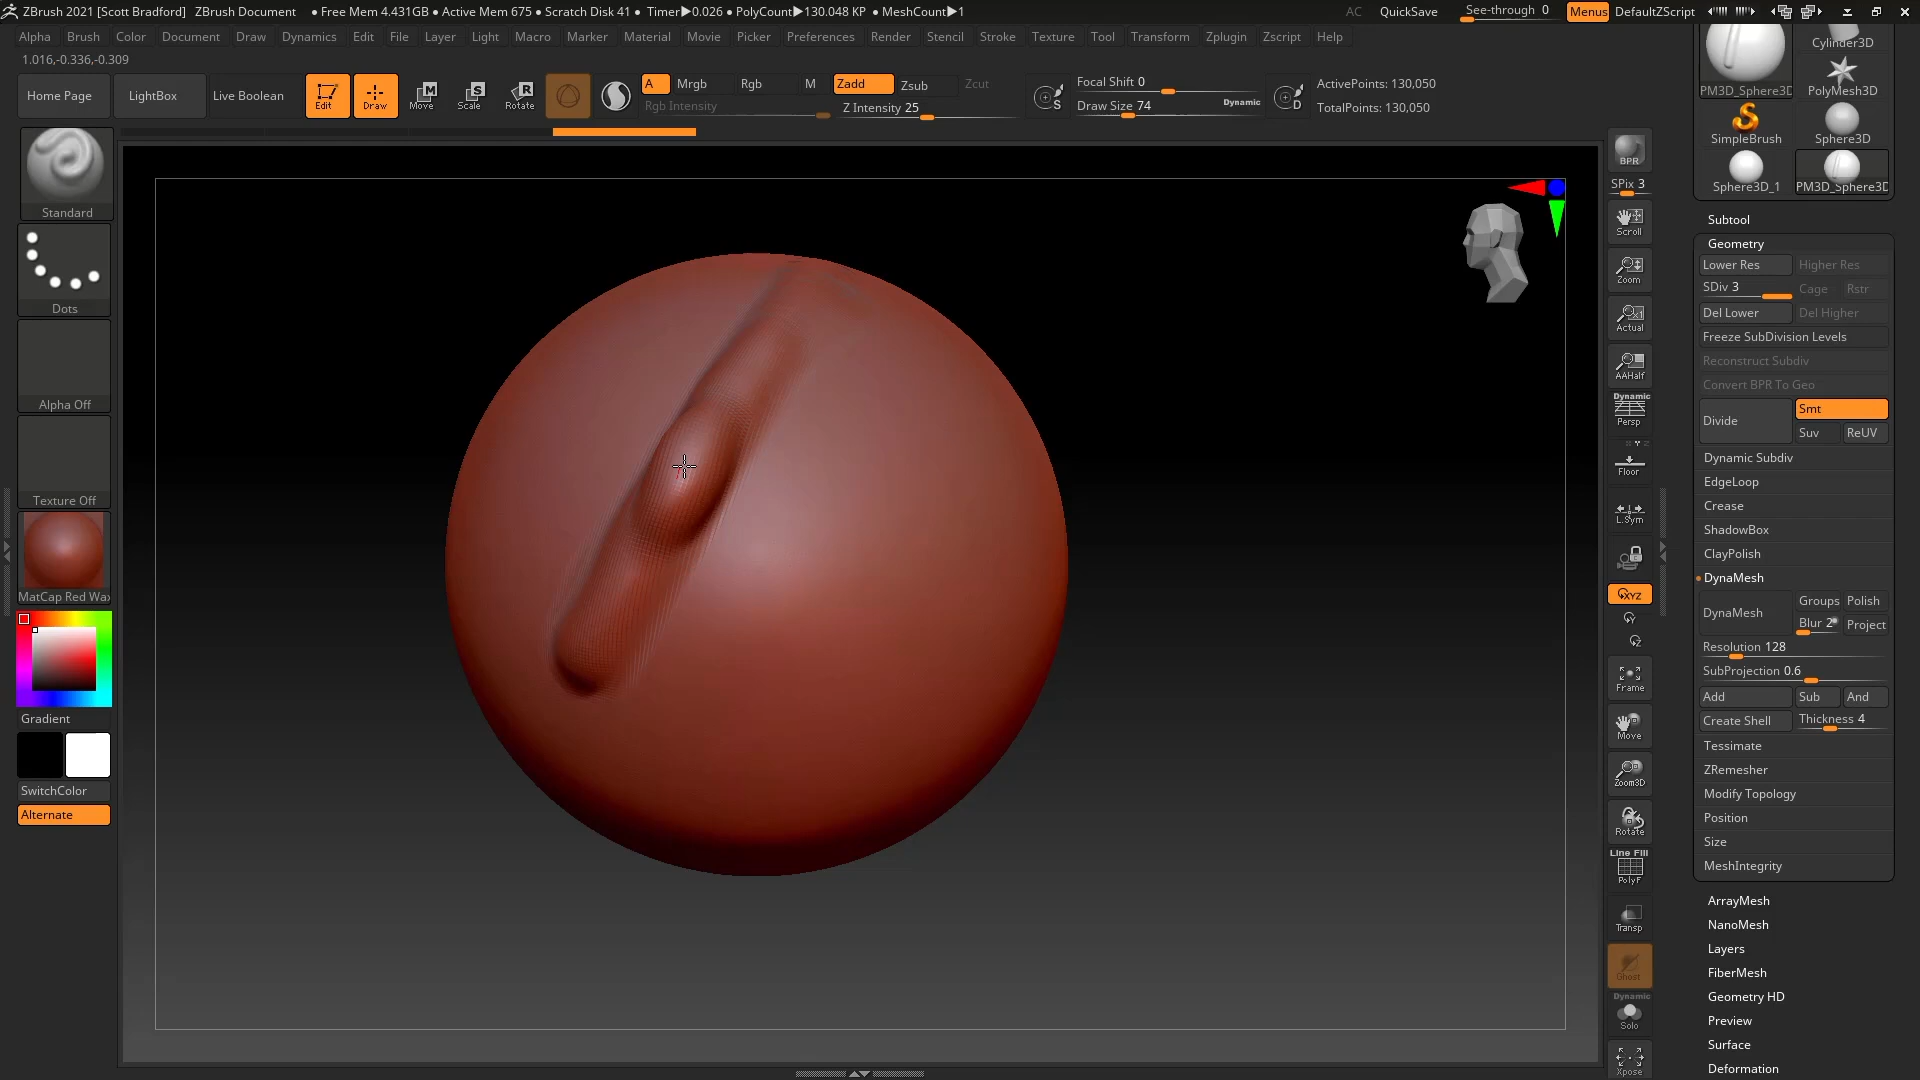 ZBrush 2021 [Scott Bradford] ZBrush Document • Free Mem 4.431GB • Active Mem 675 • Scratch Disk 41 • Timer▶0.026 • PolyCount▶130.048 KP • MeshCount▶1 AC QuickSave See-through 0 Menus DefaultZScript
Alpha Brush Color Document Draw Dynamics Edit File Layer Light Macro Marker Material Movie Picker Preferences Render Stencil Stroke Texture Tool Transform Zplugin Zscript Help
1.016,-0.336,-0.309
Home Page LightBox Live Boolean Edit Draw Move Scale Rotate
A Mrgb Rgb M Zadd Zsub Zcut
Rgb Intensity Z Intensity 25
S Focal Shift 0
Draw Size 74 Dynamic D
ActivePoints: 130,050
TotalPoints: 130,050
Standard
Dots
Alpha Off
Texture Off
MatCap Red Wa
Gradient
SwitchColor
Alternate
BPR
SPix 3
Scroll
Zoom
Actual
AAHalf
Dynamic
Persp
Floor
L.Sym
XYZ
Y
Z
Frame
Move
Zoom3D
Rotate
Line Fill
PolyF
Transp
Ghost
Dynamic
Solo
Xpose
Cylinder3D
PM3D_Sphere3D PolyMesh3D
SimpleBrush Sphere3D
Sphere3D_1 PM3D_Sphere3D
Subtool
Geometry
Lower Res Higher Res
SDiv 3 Cage Rstr
Del Lower Del Higher
Freeze SubDivision Levels
Reconstruct Subdiv
Convert BPR To Geo
Divide Smt
Suv ReUV
Dynamic Subdiv
EdgeLoop
Crease
ShadowBox
ClayPolish
DynaMesh
DynaMesh Groups Polish
Blur 2 Project
Resolution 128
SubProjection 0.6
Add Sub And
Create Shell Thickness 4
Tessimate
ZRemesher
Modify Topology
Position
Size
MeshIntegrity
ArrayMesh
NanoMesh
Layers
FiberMesh
Geometry HD
Preview
Surface
Deformation